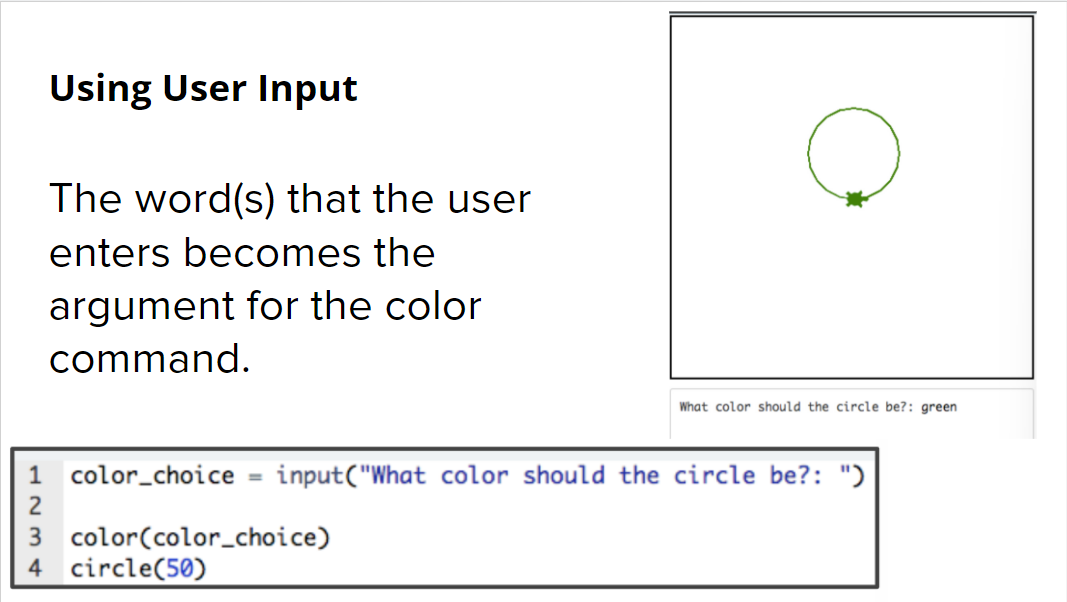 Using User Input
The word(s) that the user
enters becomes the
argument for the color
command.
What color should the circle be?: green
1 color_choice = input("What color should the circle be?: ")
2
3 color(color_choice)
4 circle(50)